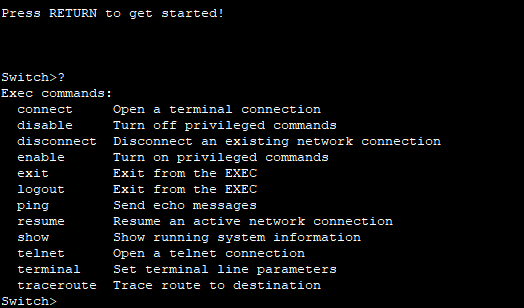 Press RETURN to get started!
Switch>?
Exec commands:
  connect     Open a terminal connection
  disable     Turn off privileged commands
  disconnect  Disconnect an existing network connection
  enable      Turn on privileged commands
  exit        Exit from the EXEC
  logout      Exit from the EXEC
  ping        Send echo messages
  resume      Resume an active network connection
  show        Show running system information
  telnet      Open a telnet connection
  terminal    Set terminal line parameters
  traceroute  Trace route to destination
Switch>